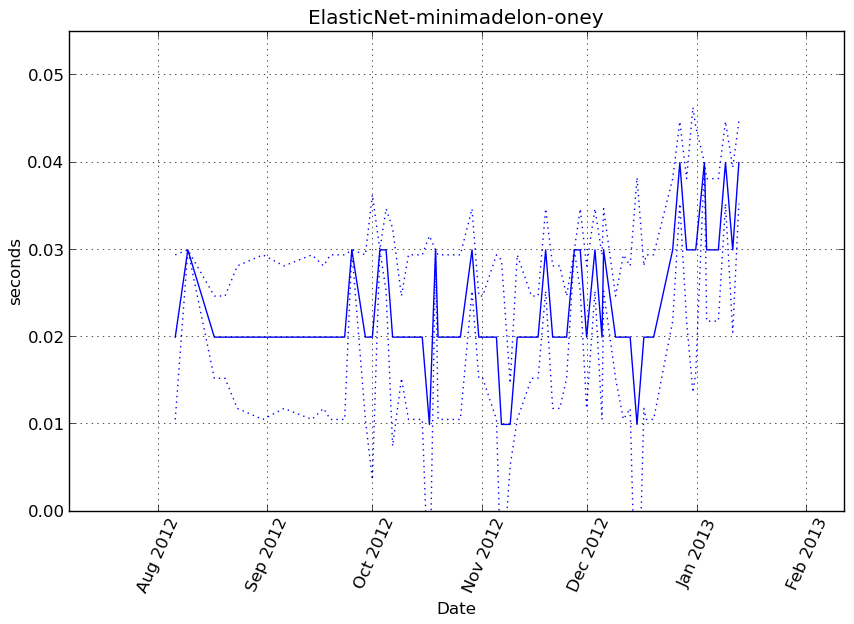 ElasticNet-minimadelon-oney
0.05
0.04
0.03
0.02
0.01
0.00
seconds
Aug 2012
Sep 2012
Oct 2012
Nov 2012
Dec 2012
Jan 2013
Feb 2013
Date